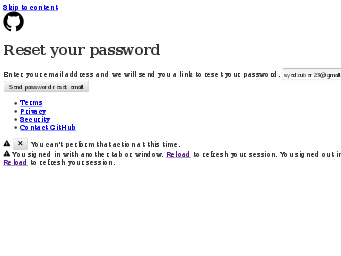 Skip to content
Reset your password
Enter your email address and we will send you a link to reset your password.
Send password reset email
Terms
Privacy
Security
Contact GitHub
You can't perform that action at this time.
You signed in with another tab or window. Reload to refresh your session. You signed out in
Reload to refresh your session.